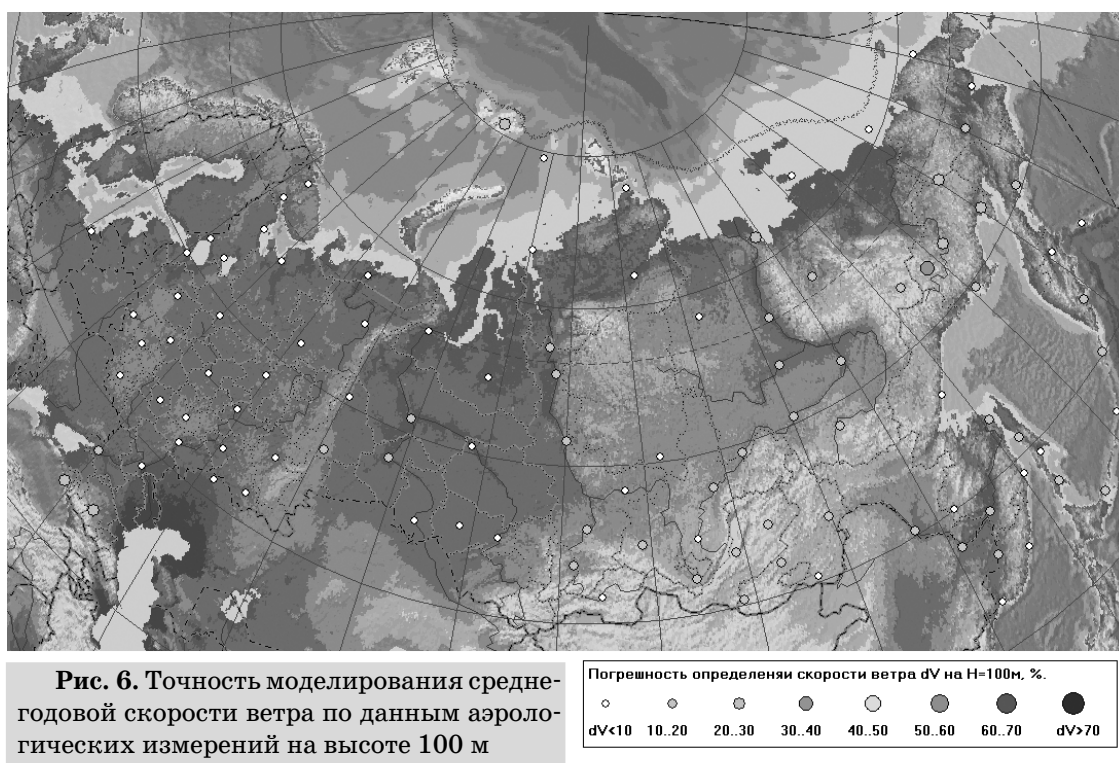 Рис. 6. Точность моделирования средне-
годовой скорости ветра по данным аэроло-
гических измерений на высоте 100 м
Погрешность определеняи скорости ветра dV на H=100м, %.
dV<10 10..20 20..30 30..40 40..50 50..60 60..70 dV>70